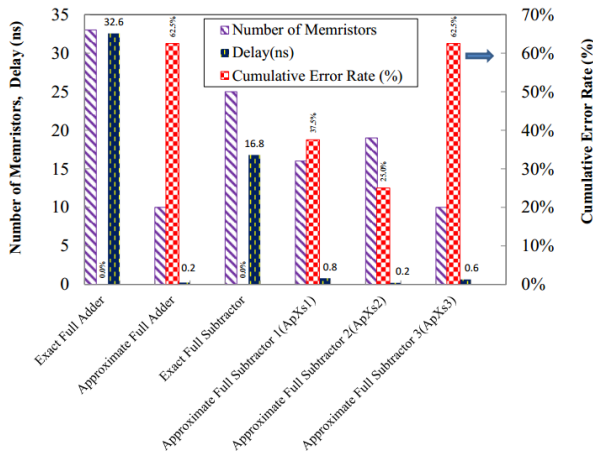 35
30
25
20
15
10
5
0
Number of Memristors, Delay (ns)
70%
60%
50%
40%
30%
20%
10%
0%
Cumulative Error Rate (%)
Number of Memristors
Delay(ns)
Cumulative Error Rate (%)
0.0%
32.6
62.5%
0.2
0.0%
16.8
37.5%
0.8
25.0%
0.2
62.5%
0.6
Exact Full Adder
Approximate Full Adder
Exact Full Subtractor
Approximate Full Subtractor 1(ApXs1)
Approximate Full Subtractor 2(ApXs2)
Approximate Full Subtractor 3(ApXs3)